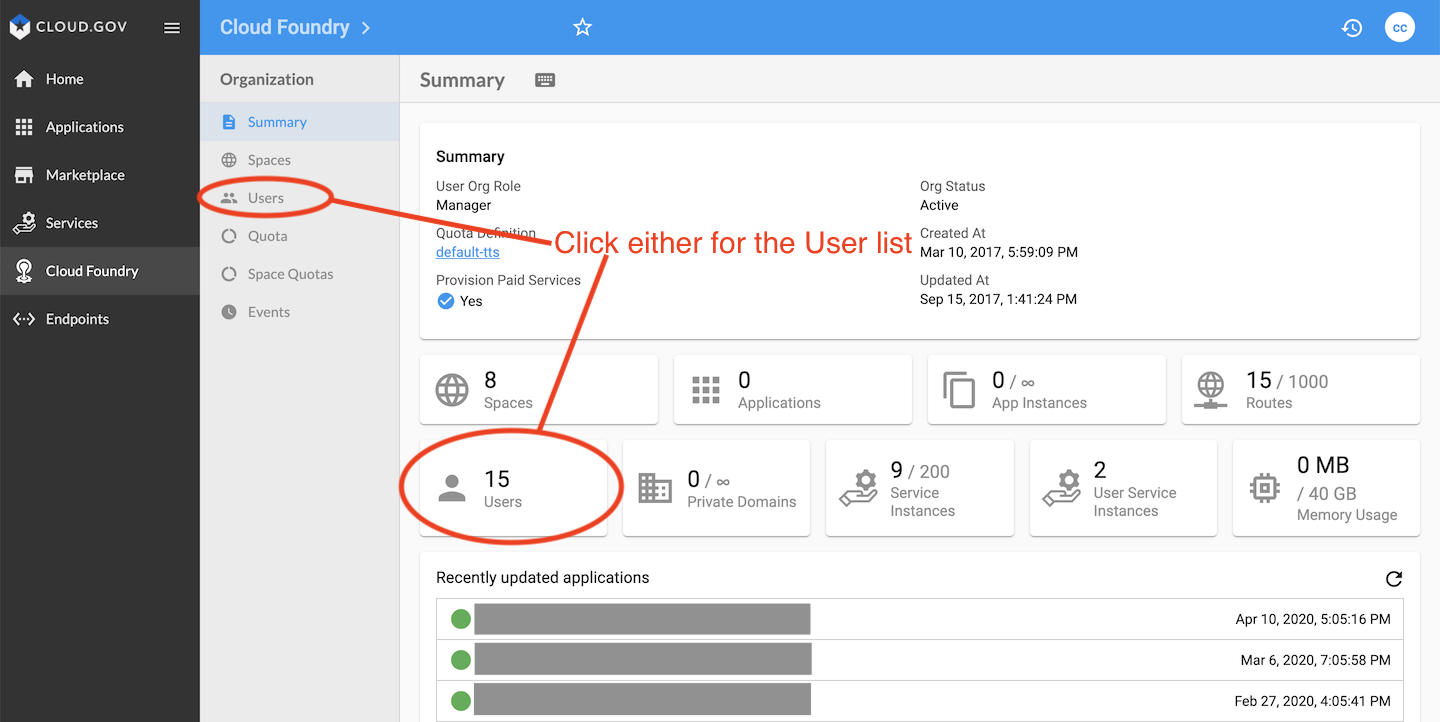 CLOUD.GOV
Cloud Foundry
cc
Home
Applications
Marketplace
Services
Cloud Foundry
Endpoints
Organization
Summary
Spaces
Users
Quota
Space Quotas
Events
Summary
Summary
User Org Role
Manager
Quota Definition
default-tts
Provision Paid Services
Yes
Org Status
Active
Created At
Mar 10, 2017, 5:59:09 PM
Updated At
Sep 15, 2017, 1:41:24 PM
Click either for the User list
8
Spaces
0
Applications
0 / ∞
App Instances
15 / 1000
Routes
15
Users
0 / ∞
Private Domains
9 / 200
Service
Instances
2
User Service
Instances
0 MB
/ 40 GB
Memory Usage
Recently updated applications
Apr 10, 2020, 5:05:16 PM
Mar 6, 2020, 7:05:58 PM
Feb 27, 2020, 4:05:41 PM